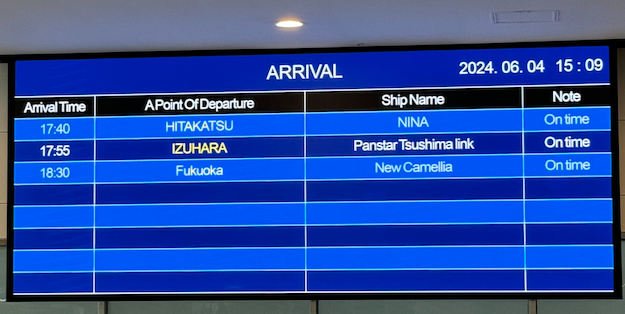 ARRIVAL 2024. 06. 04 15 : 09
Arrival Time A Point Of Departure Ship Name Note
17:40 HITAKATSU NINA On time
17:55 IZUHARA Panstar Tsushima link On time
18:30 Fukuoka New Camellia On time